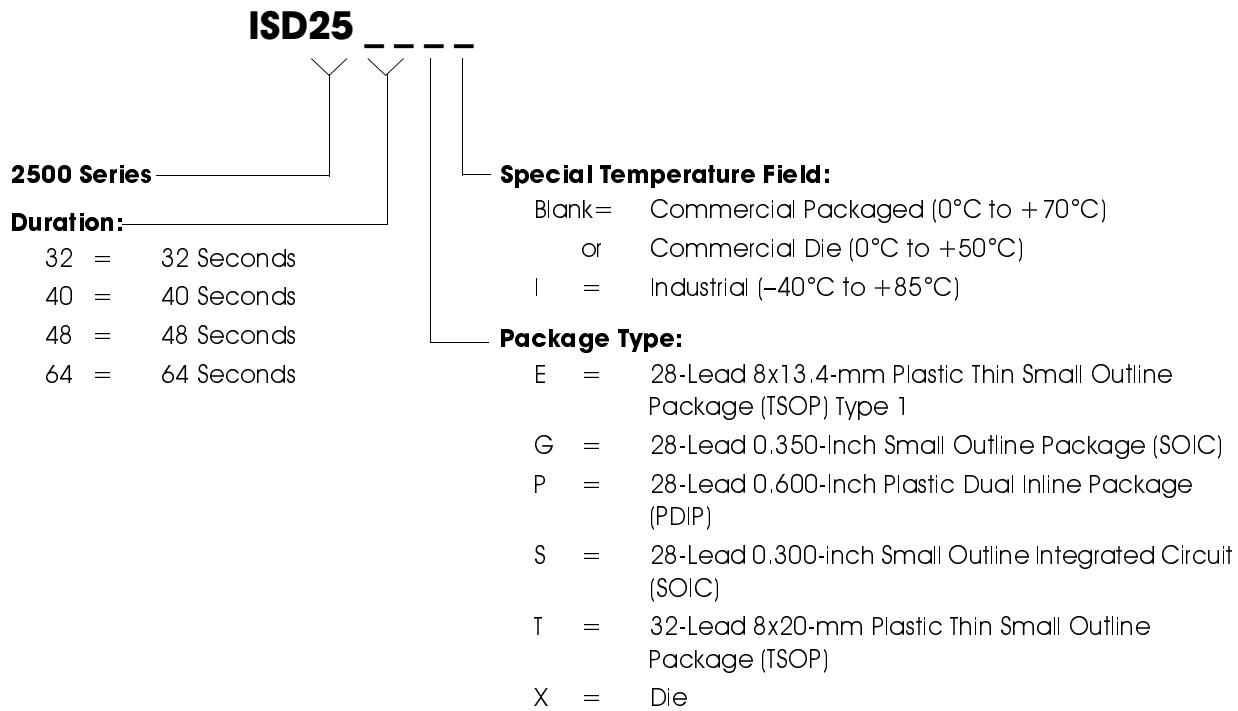 ISD25 _ _ _ _
2500 Series
Duration:
32 = 32 Seconds
40 = 40 Seconds
48 = 48 Seconds
64 = 64 Seconds
Special Temperature Field:
Blank= Commercial Packaged (0°C to +70°C)
or Commercial Die (0°C to +50°C)
I = Industrial (–40°C to +85°C)
Package Type:
E = 28-Lead 8x13.4-mm Plastic Thin Small Outline
Package (TSOP) Type 1
G = 28-Lead 0.350-Inch Small Outline Package (SOIC)
P = 28-Lead 0.600-Inch Plastic Dual Inline Package
(PDIP)
S = 28-Lead 0.300-inch Small Outline Integrated Circuit
(SOIC)
T = 32-Lead 8x20-mm Plastic Thin Small Outline
Package (TSOP)
X = Die